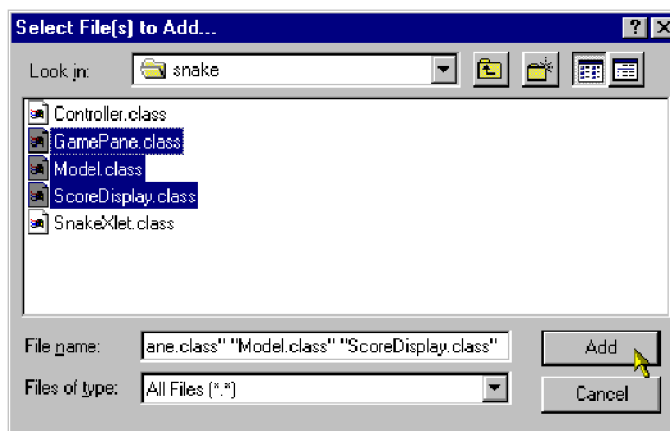 Select File(s) to Add...
Look in: snake
Controller.class
GamePane.class
Model.class
ScoreDisplay.class
SnakeXlet.class
File name: ane.class" "Model.class" "ScoreDisplay.class" Add
Files of type: All Files (*.*) Cancel